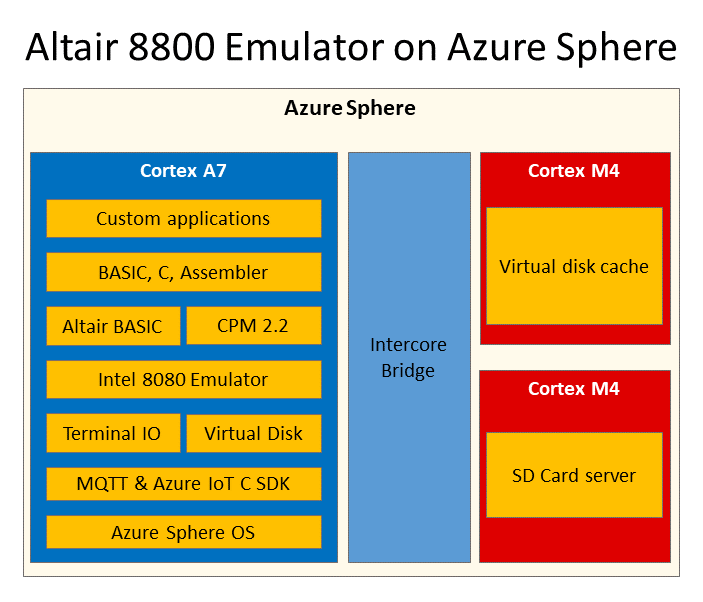 Altair 8800 Emulator on Azure Sphere
Azure Sphere
Cortex A7
Custom applications
BASIC, C, Assembler
Altair BASIC
CPM 2.2
Intel 8080 Emulator
Terminal IO
Virtual Disk
MQTT & Azure IoT C SDK
Azure Sphere OS
Intercore
Bridge
Cortex M4
Virtual disk cache
Cortex M4
SD Card server